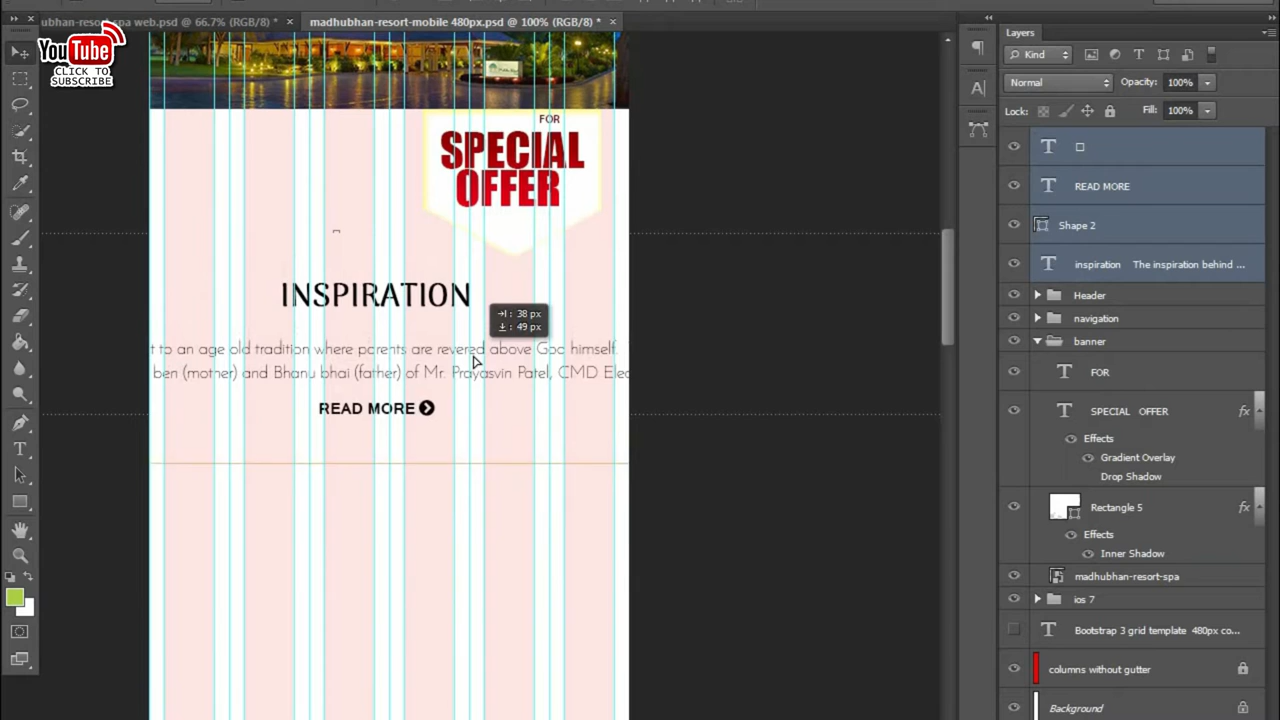 ubhan-resort-spa web.psd @ 66.7% (RGB/8) * ×
madhubhan-resort-mobile 480px.psd @ 100% (RGB/8) * ×
YouTube
CLICK TO
SUBSCRIBE
FOR
SPECIAL
OFFER
INSPIRATION
t to an age old tradition where parents are revered above God himself.
ben (mother) and Bhanu bhai (father) of Mr. Prayasvin Patel, CMD Elec
READ MORE
: 38 px
: 49 px
Layers
Kind
Normal
Opacity: 100%
Lock:
Fill: 100%
READ MORE
Shape 2
inspiration The inspiration behind ...
Header
navigation
banner
FOR
SPECIAL OFFER fx
Effects
Gradient Overlay
Drop Shadow
Rectangle 5 fx
Effects
Inner Shadow
madhubhan-resort-spa
ios 7
Bootstrap 3 grid template 480px co...
columns without gutter
Background